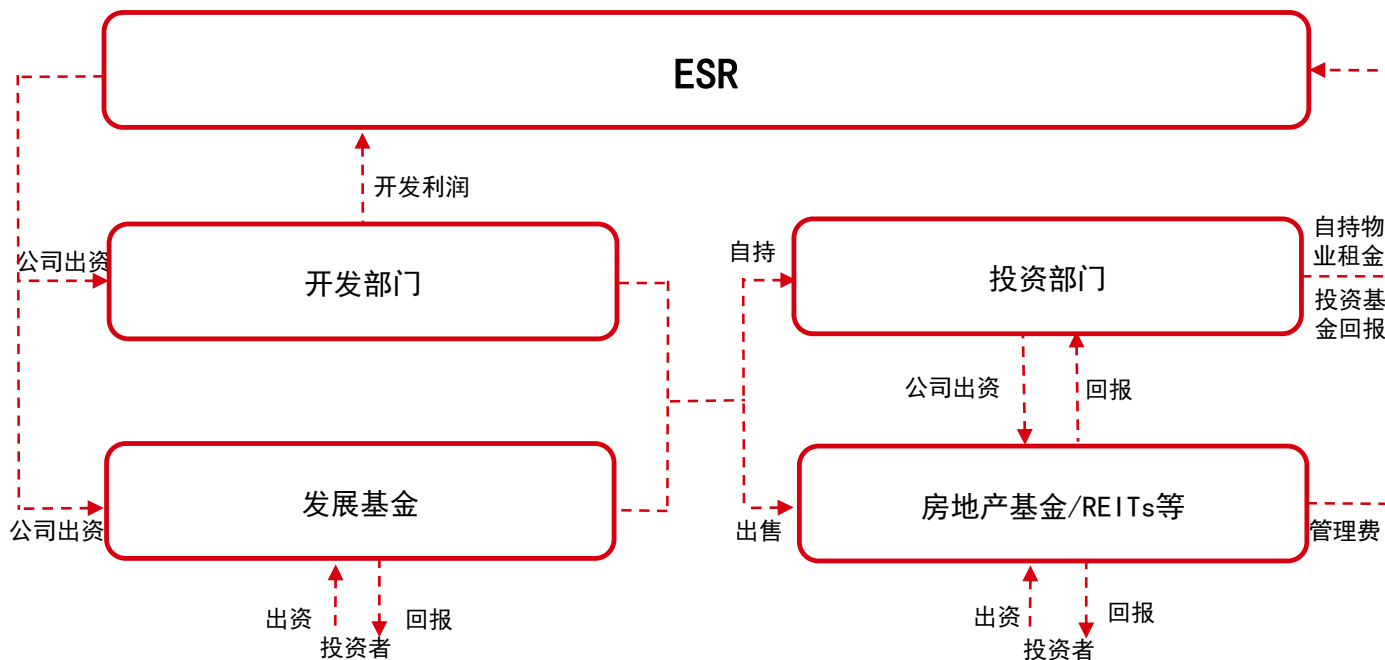 ESR
开发利润
公司出资
开发部门
自持
投资部门
自持物
业租金
投资基
金回报
公司出资
回报
发展基金
公司出资
房地产基金/REITs等
出售
管理费
出资
回报
投资者
出资
回报
投资者